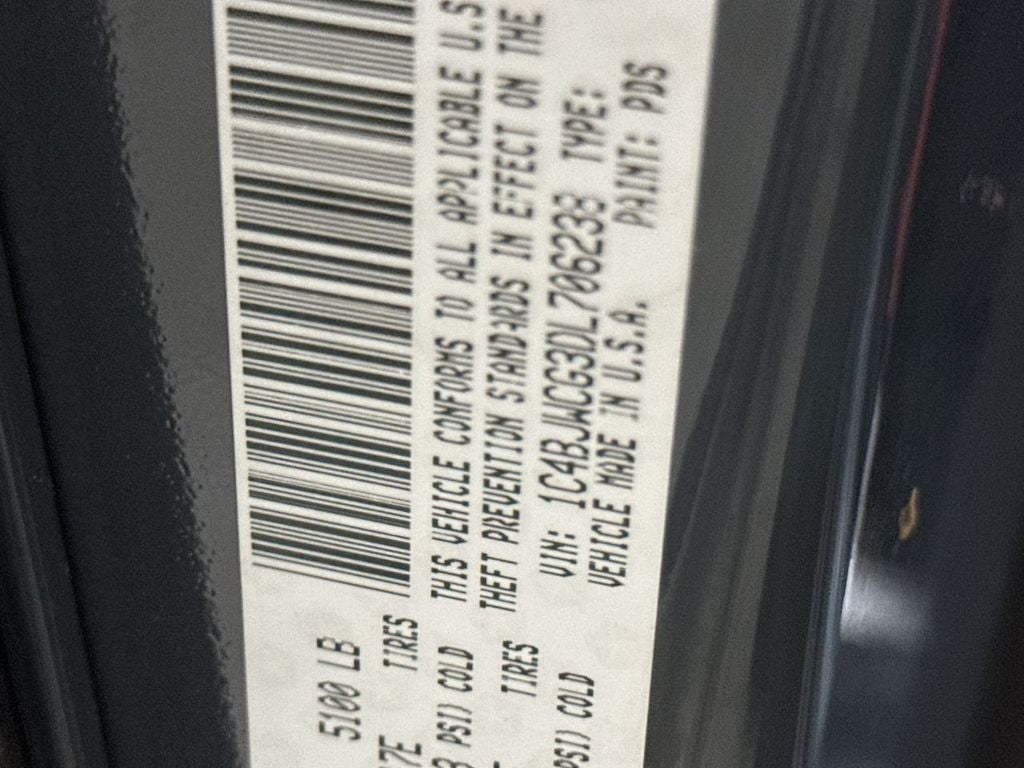 5100 LB
17E TIRES
PSI) COLD
TIRES
PSI) COLD
THIS VEHICLE CONFORMS TO ALL APPLICABLE U.S
THEFT PREVENTION STANDARDS IN EFFECT ON THE
VIN: 1C4BJWCG3DL706238 TYPE:
VEHICLE MADE IN U.S.A. PAINT: PDS